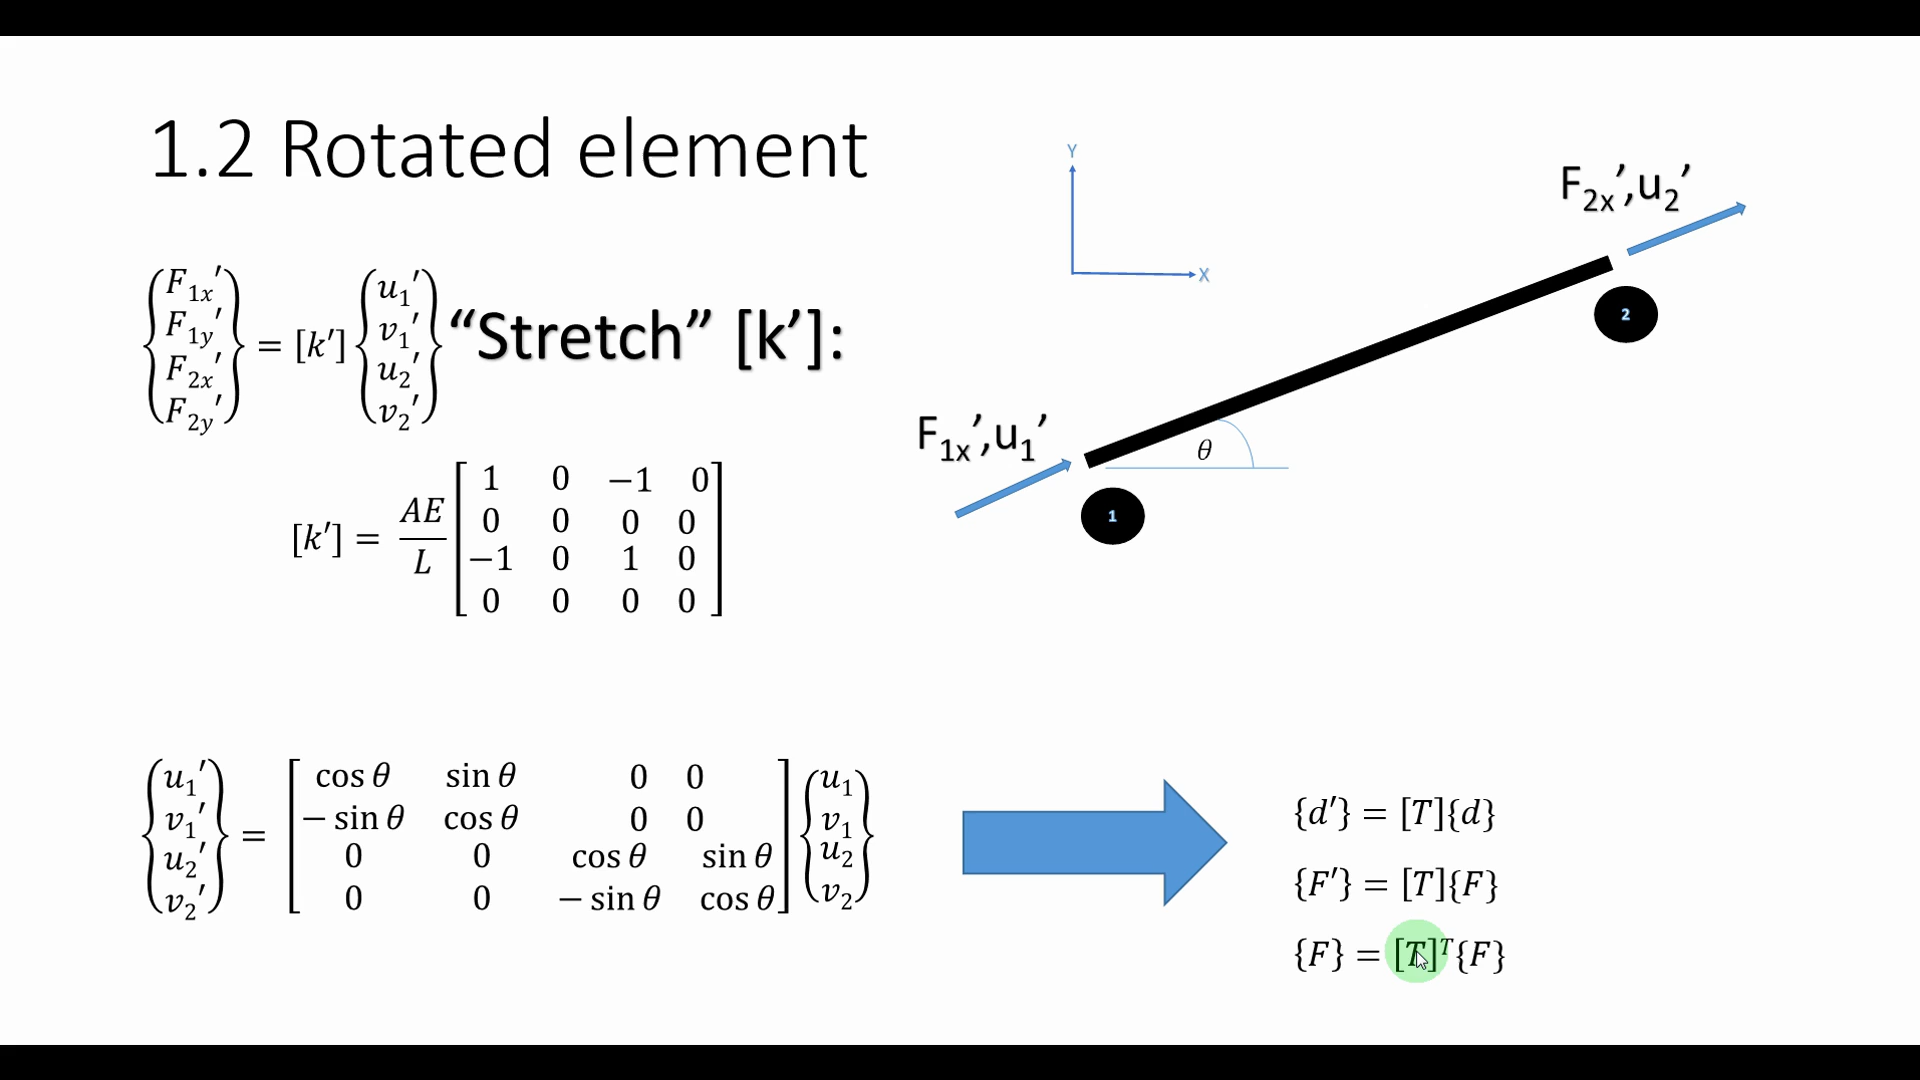 1.2 Rotated element
Y
X
F2x′,u2′
2
F1x′,u1′
θ
1
{F1x′ F1y′ F2x′ F2y′} = [k′] {u1′ v1′ u2′ v2′} “Stretch” [k’]:
[k′] = AE/L
[1 0 −1 0
0 0 0 0
−1 0 1 0
0 0 0 0]
{u1′ v1′ u2′ v2′} =
[cos θ sin θ 0 0
− sin θ cos θ 0 0
0 0 cos θ sin θ
0 0 − sin θ cos θ]
{u1 v1 u2 v2}
{d′} = [T]{d}
{F′} = [T]{F}
{F} = [T]ᵀ{F}